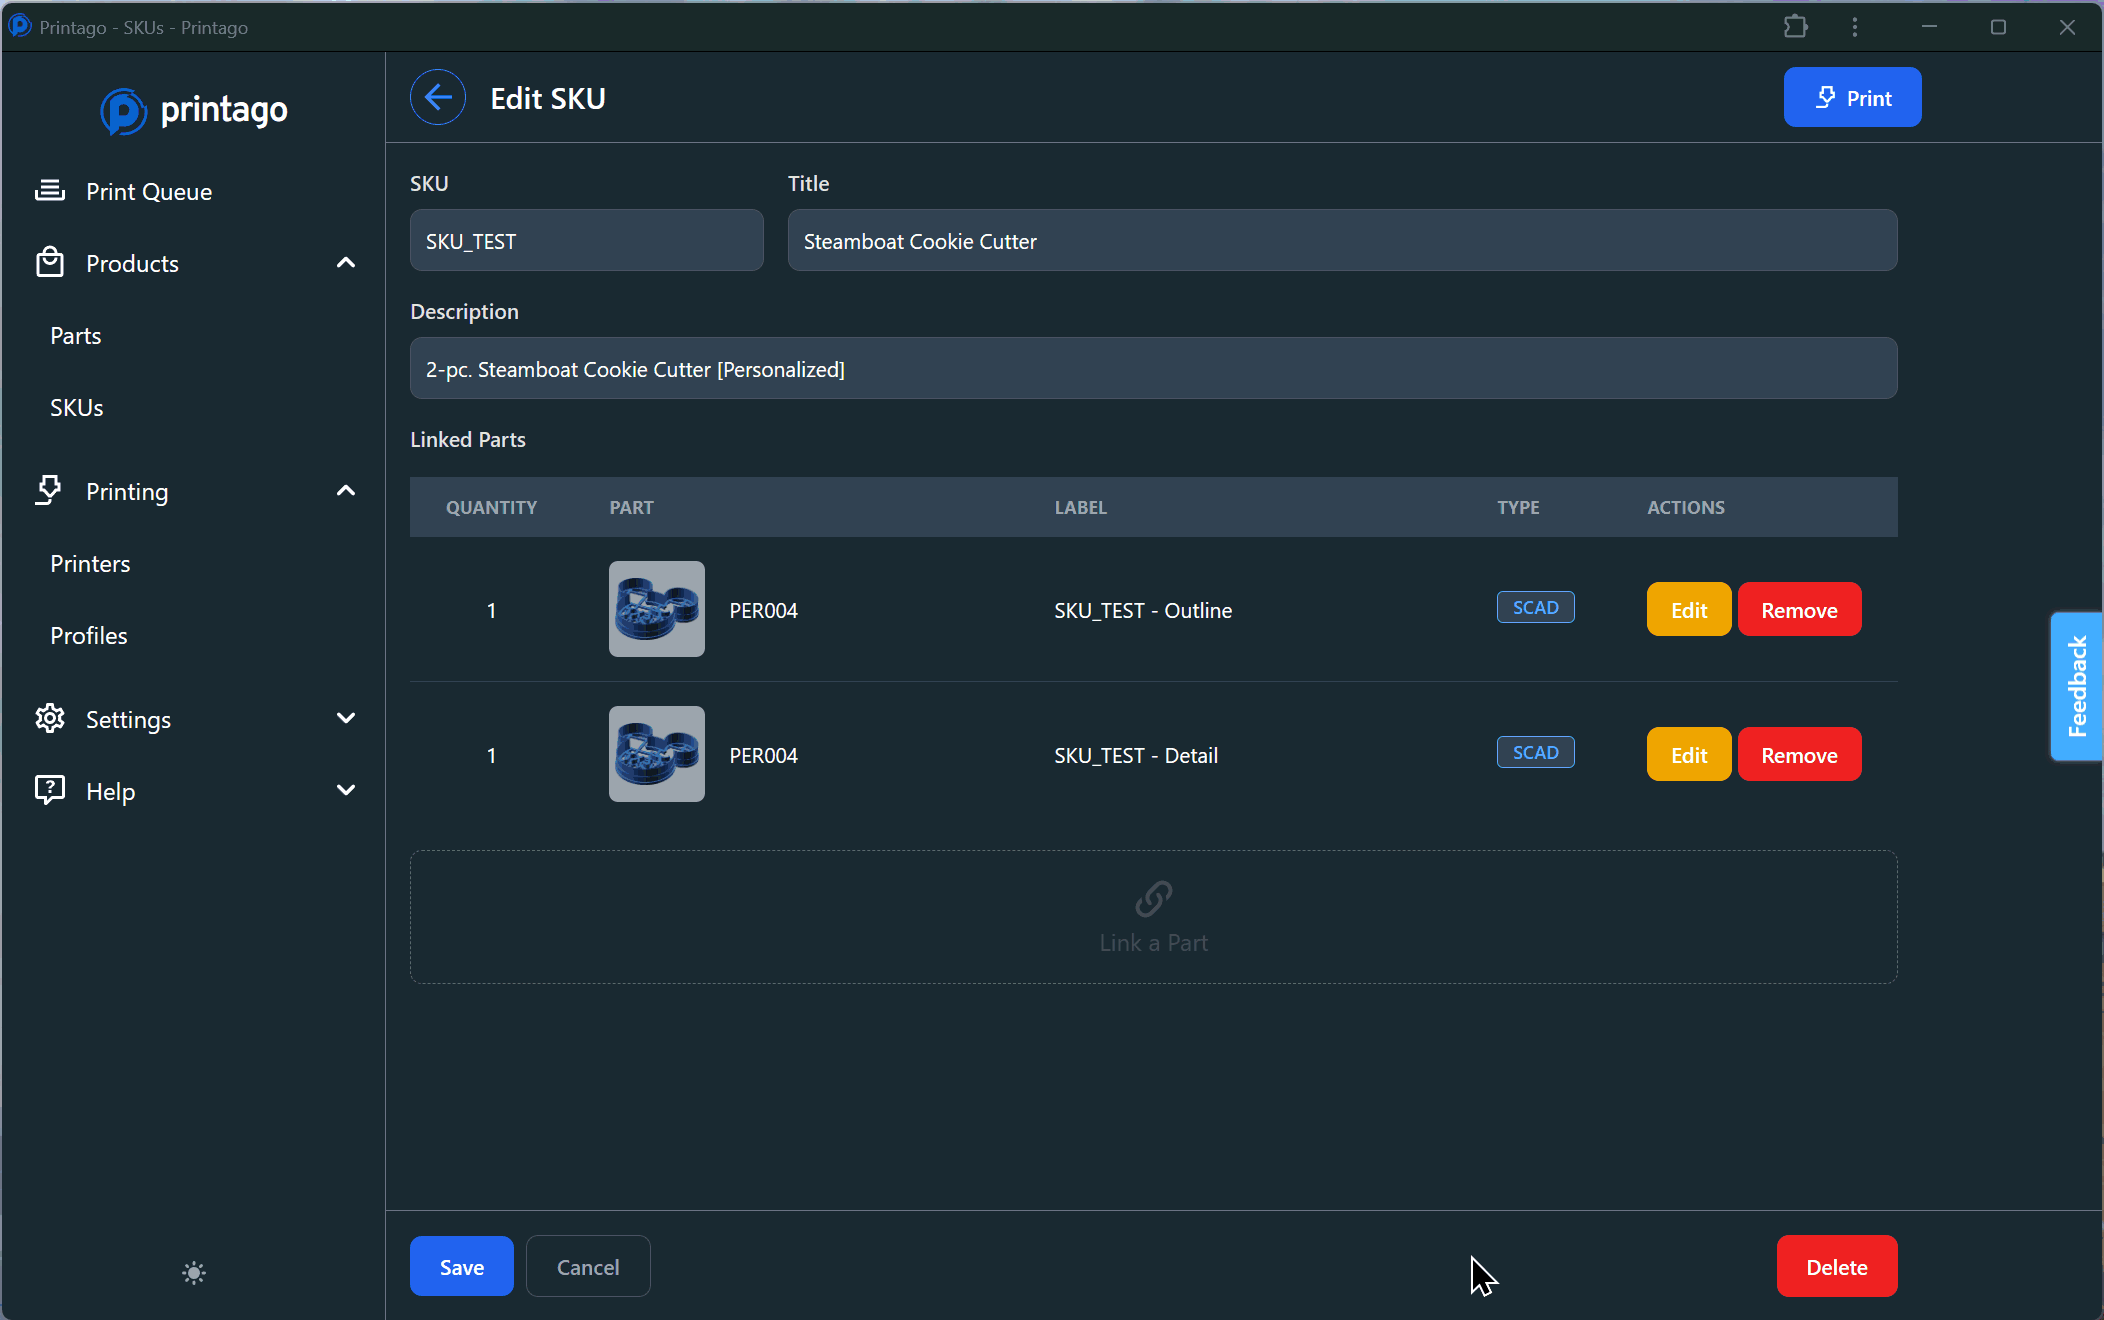 Printago - SKUs - Printago
printago
Print Queue
Products
Parts
SKUs
Printing
Printers
Profiles
Settings
Help
Edit SKU
Print
SKU
Title
SKU_TEST
Steamboat Cookie Cutter
Description
2-pc. Steamboat Cookie Cutter [Personalized]
Linked Parts
QUANTITY PART LABEL TYPE ACTIONS
1 PER004 SKU_TEST - Outline SCAD Edit Remove
1 PER004 SKU_TEST - Detail SCAD Edit Remove
Link a Part
Save Cancel Delete
Feedback